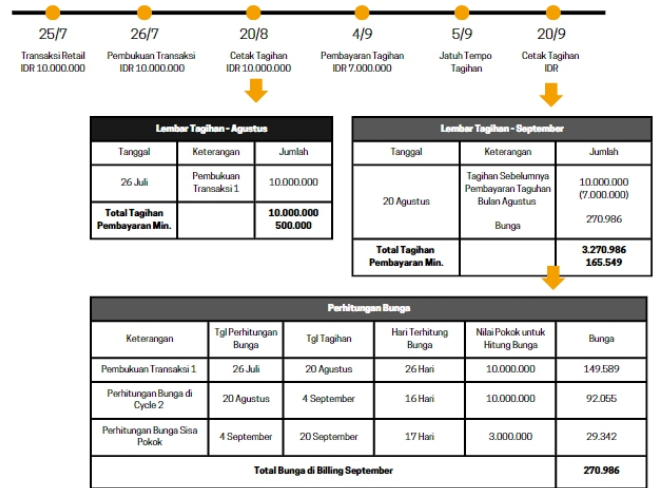 25/7 26/7 20/8 4/9 5/9 20/9
Transaksi Retail Pembukuan Transaksi Cetak Tagihan Pembayaran Tagihan Jatuh Tempo Cetak Tagihan
IDR 10.000.000 IDR 10.000.000 IDR 10.000.000 IDR 7.000.000 Tagihan IDR
Lembar Tagihan - Agustus
Tanggal Keterangan Jumlah
26 Juli Pembukuan Transaksi 1 10.000.000
Total Tagihan 10.000.000
Pembayaran Min. 500.000
Lembar Tagihan - September
Tanggal Keterangan Jumlah
20 Agustus
Tagihan Sebelumnya 10.000.000
Pembayaran Taguhan (7.000.000)
Bulan Agustus
Bunga 270.986
Total Tagihan 3.270.986
Pembayaran Min. 165.549
Perhitungan Bunga
Keterangan Tgl Perhitungan Bunga Tgl Tagihan Hari Terhitung Bunga Nilai Pokok untuk Hitung Bunga Bunga
Pembukuan Transaksi 1 26 Juli 20 Agustus 26 Hari 10.000.000 149.589
Perhitungan Bunga di Cycle 2 20 Agustus 4 September 16 Hari 10.000.000 92.055
Perhitungan Bunga Sisa Pokok 4 September 20 September 17 Hari 3.000.000 29.342
Total Bunga di Billing September 270.986